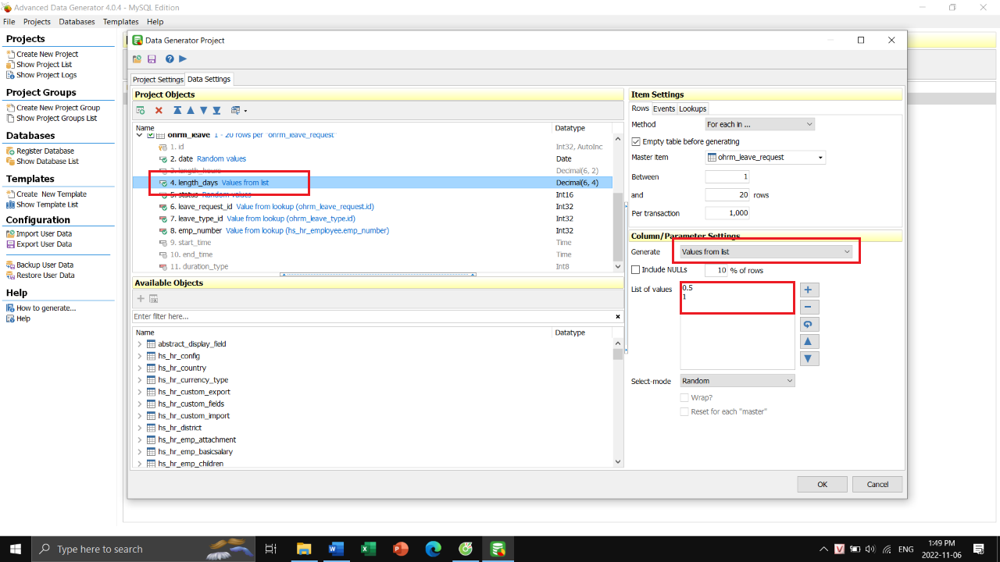 Advanced Data Generator 4.0.4 - MySQL Edition
File Projects Databases Templates Help
Projects
Create New Project
Show Project List
Show Project Logs
Project Groups
Create New Project Group
Show Project Groups List
Databases
Register Database
Show Database List
Templates
Create New Template
Show Template List
Configuration
Import User Data
Export User Data
Backup User Data
Restore User Data
Help
How to generate...
Help
Data Generator Project
Project Settings Data Settings
Project Objects
Name Datatype
onrm_leave 1 - 20 rows per "ohrm_leave_request"
1. id Int32, AutoInc
2. date Random values Date
3. length_hours Decimal(6, 2)
4. length_days Values from list Decimal(6, 4)
5. status Random values Int16
6. leave_request_id Value from lookup (ohrm_leave_request.id) Int32
7. leave_type_id Value from lookup (ohrm_leave_type.id) Int32
8. emp_number Value from lookup (hs_hr_employee.emp_number) Int32
9. start_time Time
10. end_time Time
11. duration_type Int8
Available Objects
Enter filter here...
Name Datatype
abstract_display_field
hs_hr_config
hs_hr_country
hs_hr_currency_type
hs_hr_custom_export
hs_hr_custom_fields
hs_hr_custom_import
hs_hr_district
hs_hr_emp_attachment
hs_hr_emp_basicsalary
hs_hr_emp_children
Item Settings
Rows Events Lookups
Method For each in ...
Empty table before generating
Master item ohrm_leave_request
Between 1
and 20 rows
Per transaction 1,000
Column/Parameter Settings
Generate Values from list
Include NULLs 10 % of rows
List of values 0.5
1
Select-mode Random
Wrap?
Reset for each "master"
OK Cancel
Type here to search
ENG
1:49 PM
2022-11-06